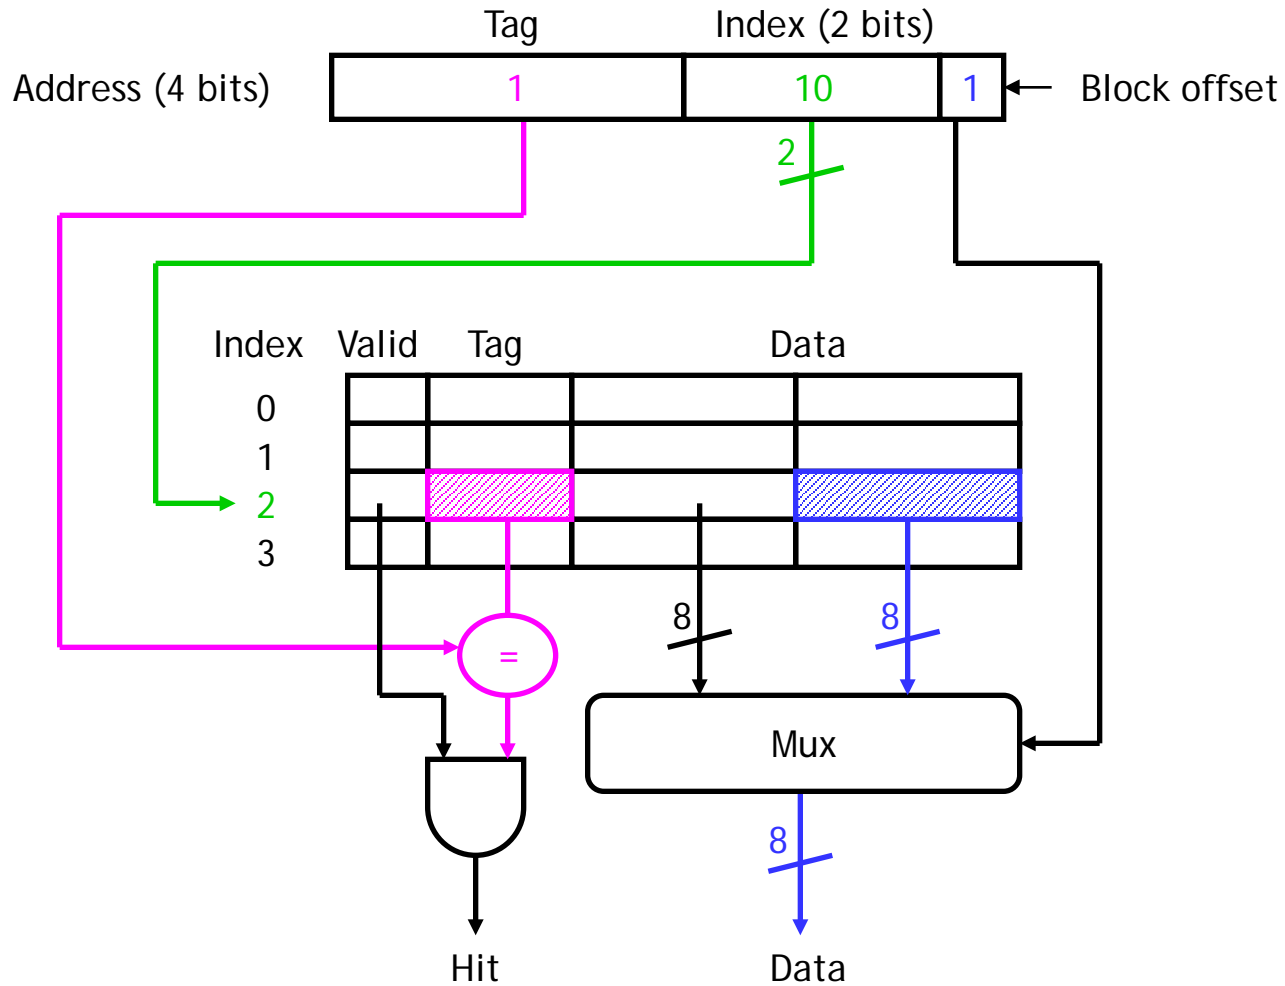 Tag Index (2 bits)
Address (4 bits) 1 10 1 Block offset
2
Index Valid Tag Data
0
1
2
3
8 8
=
Mux
8
Hit Data